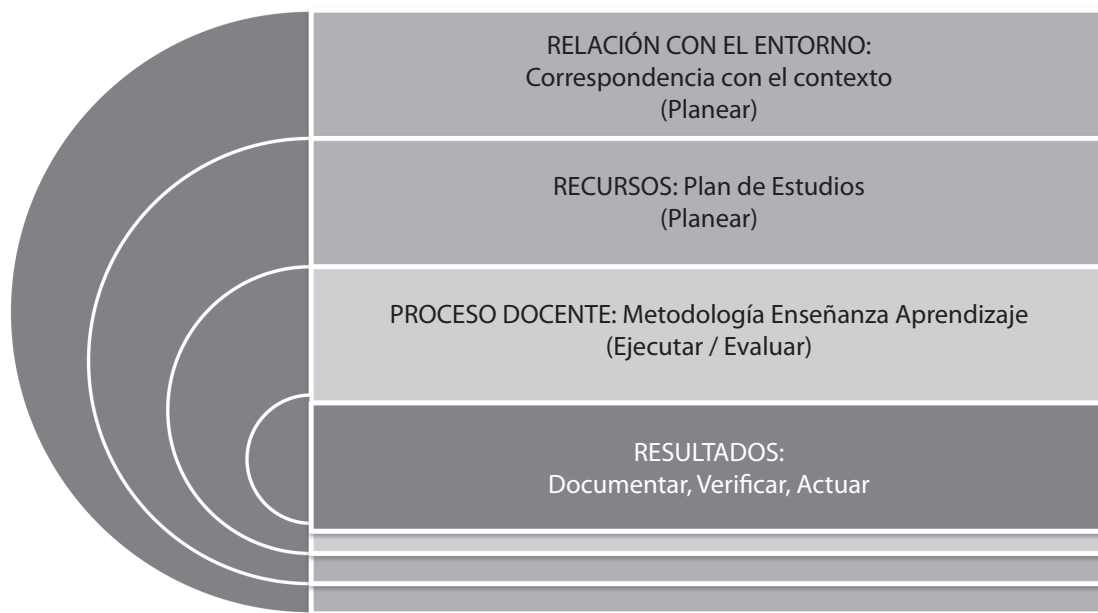 RELACIÓN CON EL ENTORNO:
Correspondencia con el contexto
(Planear)
RECURSOS: Plan de Estudios
(Planear)
PROCESO DOCENTE: Metodología Enseñanza Aprendizaje
(Ejecutar / Evaluar)
RESULTADOS:
Documentar, Verificar, Actuar